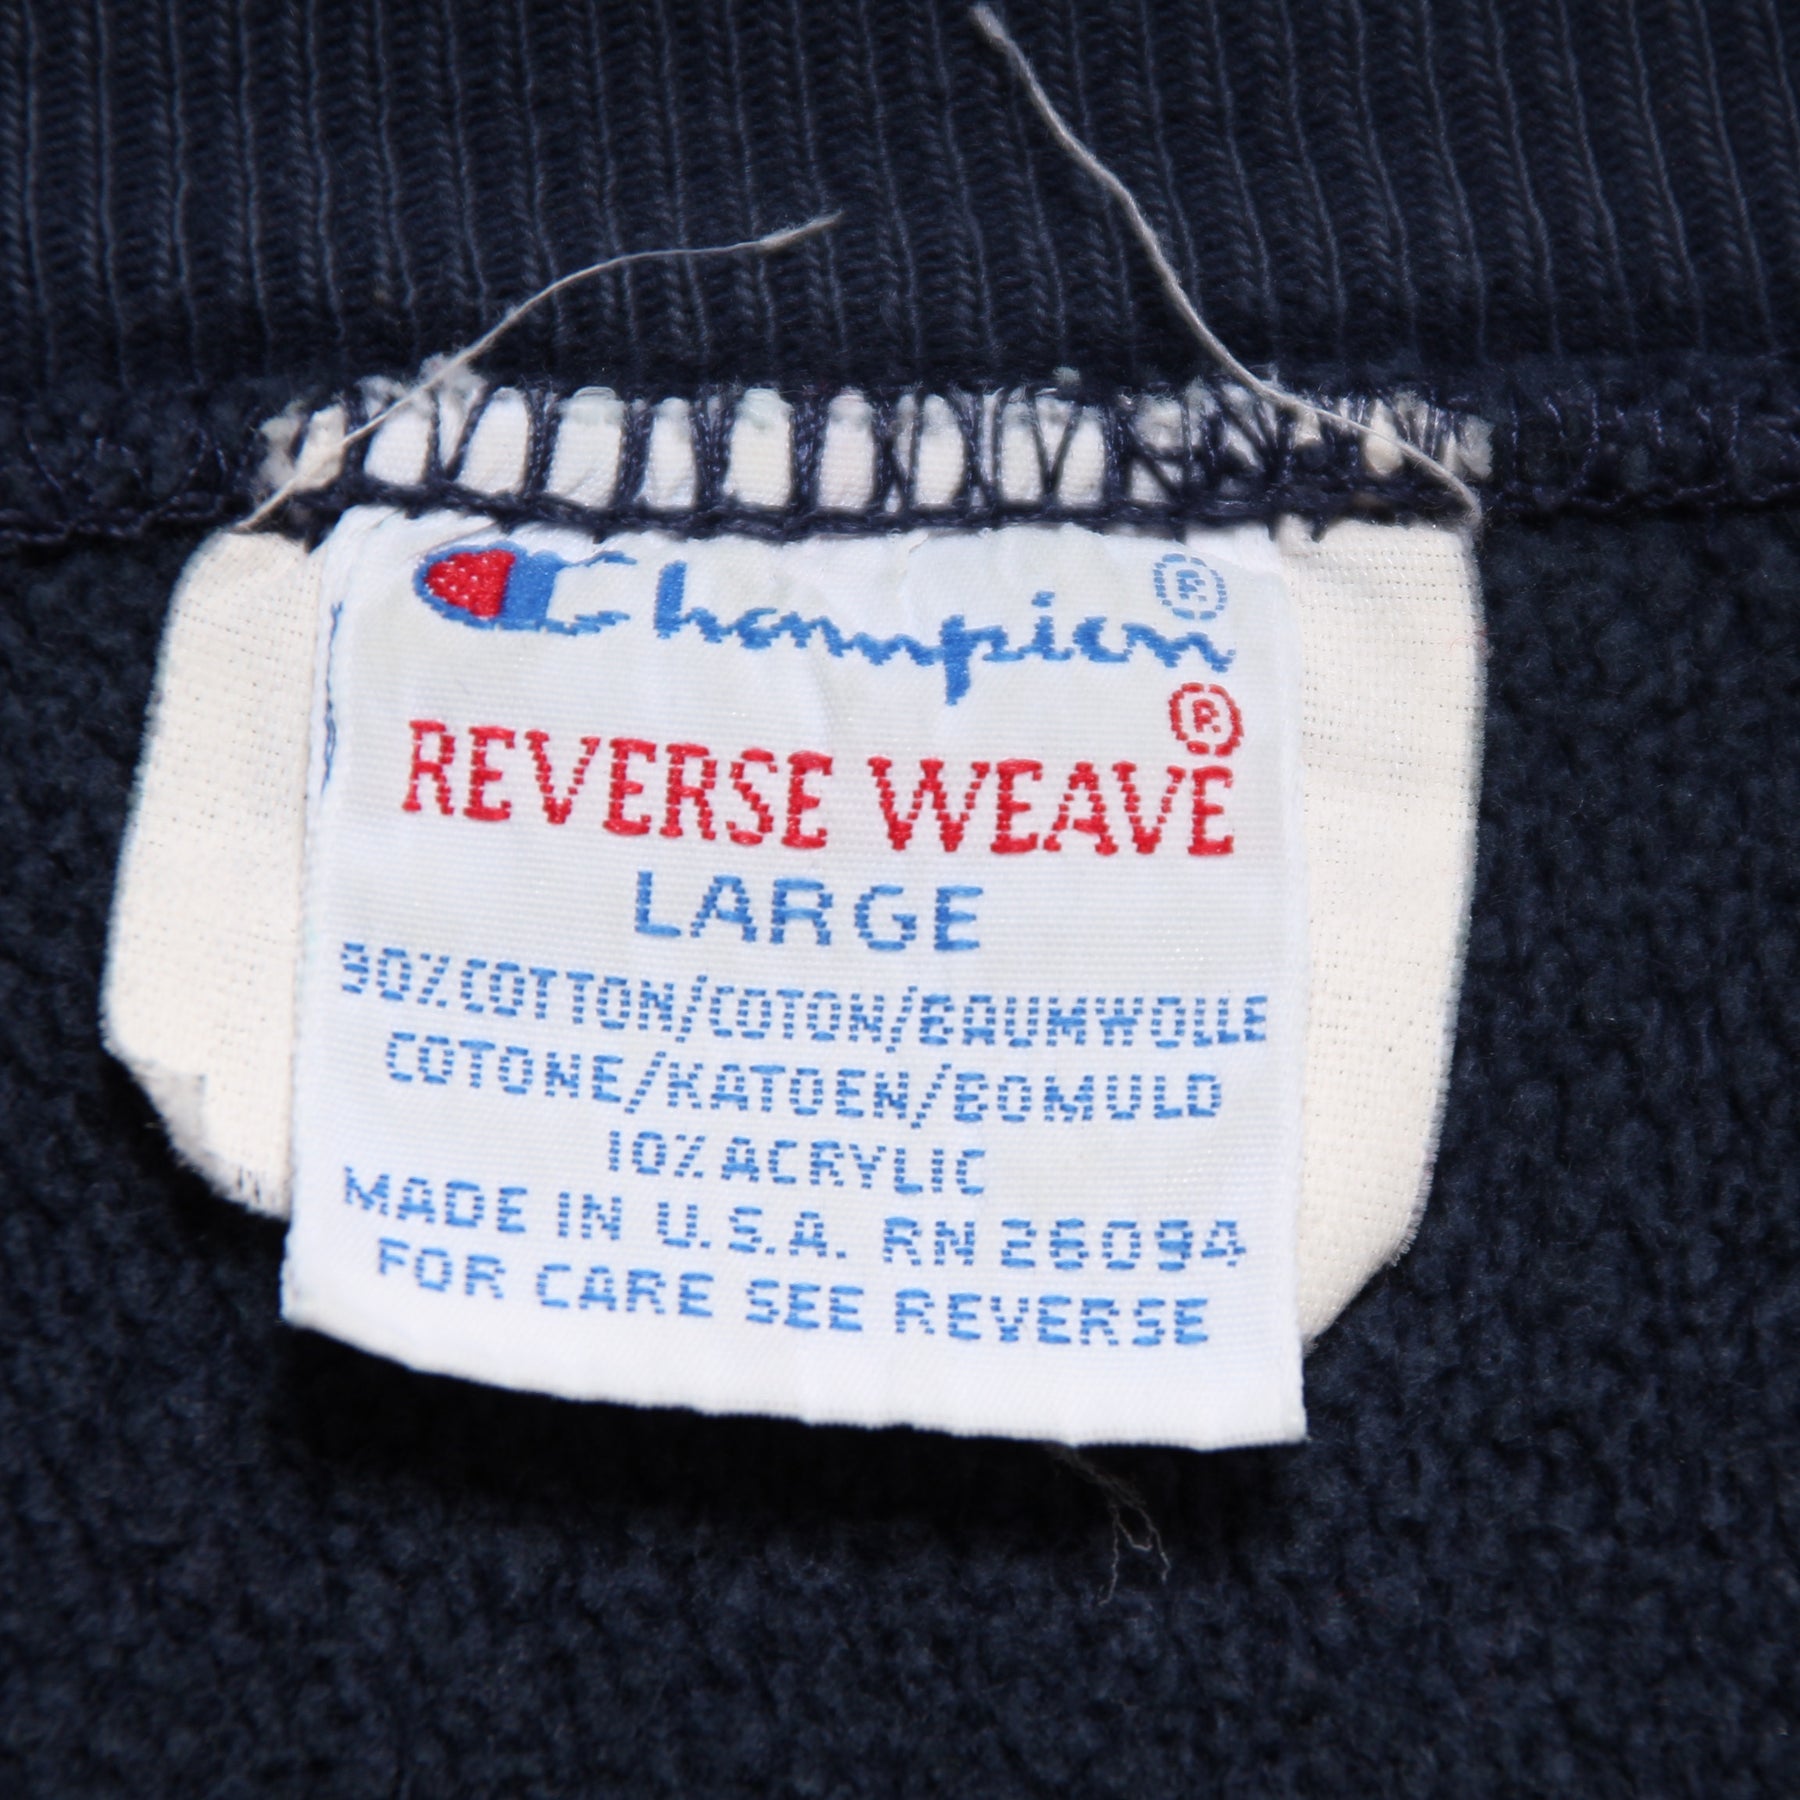 Champion®
REVERSE WEAVE®
LARGE
90% COTTON/COTON/BAUMWOLLE
COTONE/KATOEN/BOMULD
10% ACRYLIC
MADE IN U.S.A. RN 26094
FOR CARE SEE REVERSE